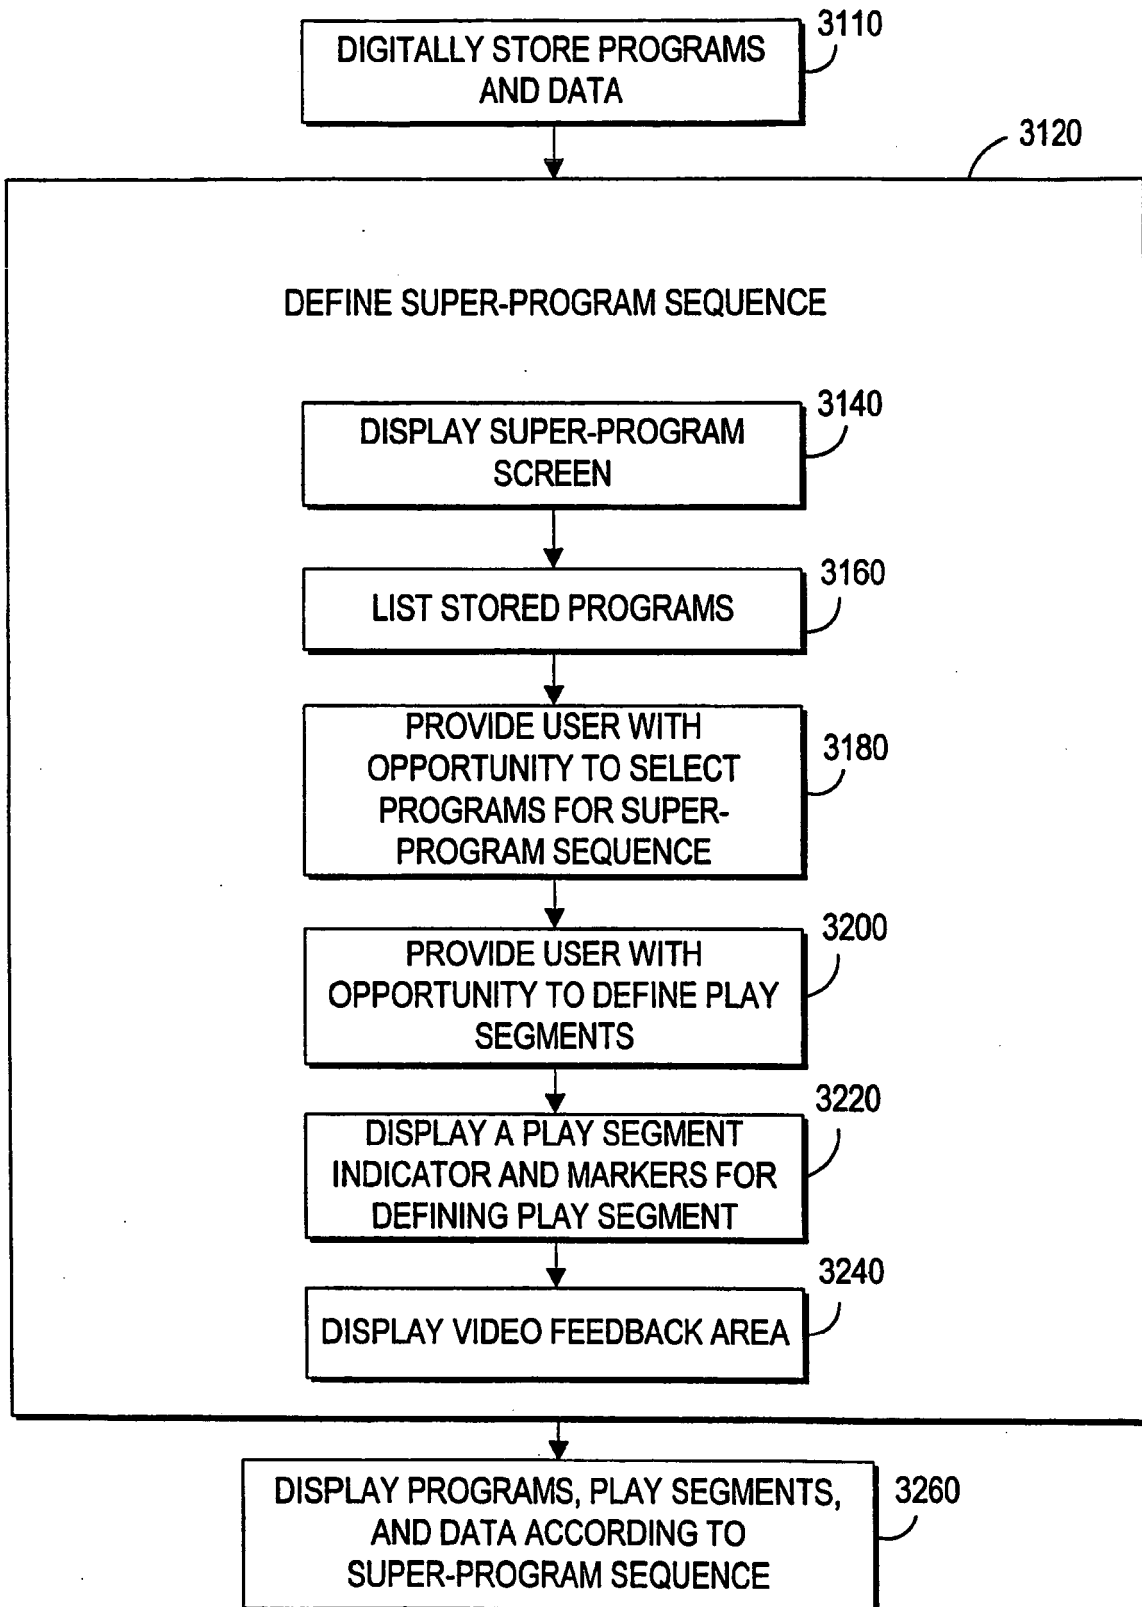 3110
DIGITALLY STORE PROGRAMS
AND DATA
3120
DEFINE SUPER-PROGRAM SEQUENCE
3140
DISPLAY SUPER-PROGRAM
SCREEN
3160
LIST STORED PROGRAMS
PROVIDE USER WITH
OPPORTUNITY TO SELECT
PROGRAMS FOR SUPER-
PROGRAM SEQUENCE
3180
3200
PROVIDE USER WITH
OPPORTUNITY TO DEFINE PLAY
SEGMENTS
3220
DISPLAY A PLAY SEGMENT
INDICATOR AND MARKERS FOR
DEFINING PLAY SEGMENT
3240
DISPLAY VIDEO FEEDBACK AREA
DISPLAY PROGRAMS, PLAY SEGMENTS,
AND DATA ACCORDING TO
SUPER-PROGRAM SEQUENCE
3260